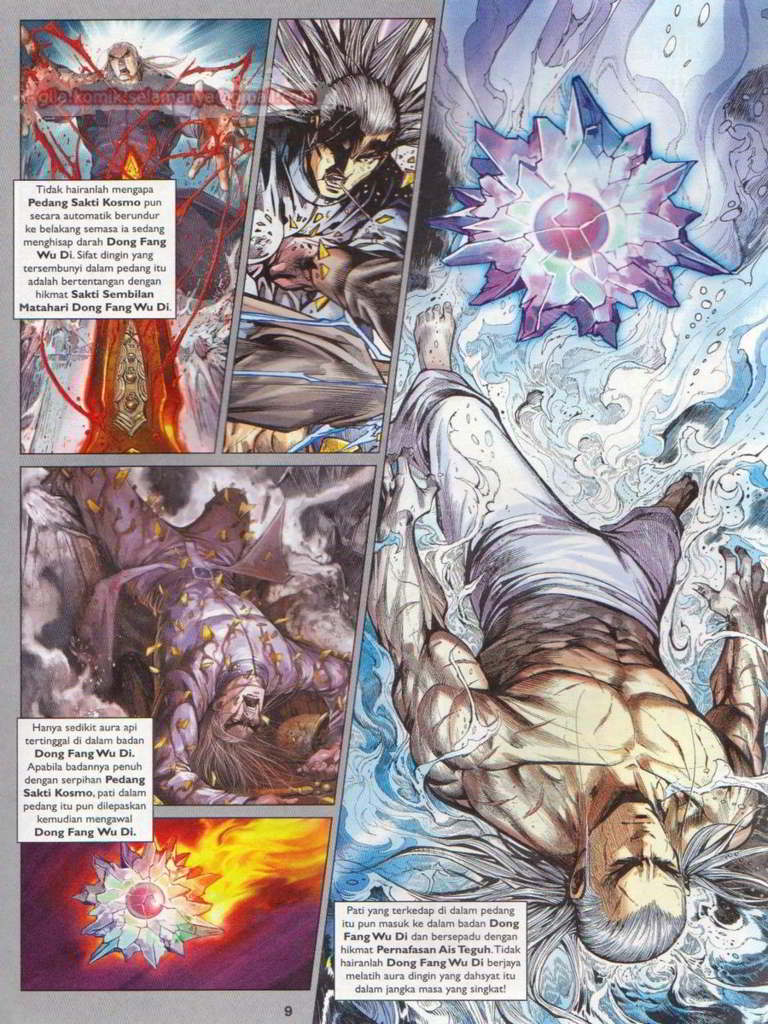 gila.komik.selamanya@gmail.com
Tidak hairanlah mengapa
Pedang Sakti Kosmo pun
secara automatik berundur
ke belakang semasa ia sedang
menghisap darah Dong Fang
Wu Di. Sifat dingin yang
tersembunyi dalam pedang itu
adalah bertentangan dengan
hikmat Sakti Sembilan
Matahari Dong Fang Wu Di.
Hanya sedikit aura api
tertinggal di dalam badan
Dong Fang Wu Di.
Apabila badannya penuh
dengan serpihan Pedang
Sakti Kosmo, pati dalam
pedang itu pun dilepaskan
kemudian mengawal
Dong Fang Wu Di.
Pati yang terkedap di dalam pedang
itu pun masuk ke dalam badan Dong
Fang Wu Di dan bersepadu dengan
hikmat Pernafasan Ais Teguh. Tidak
hairanlah Dong Fang Wu Di berjaya
melatih aura dingin yang dahsyat itu
dalam jangka masa yang singkat!
9